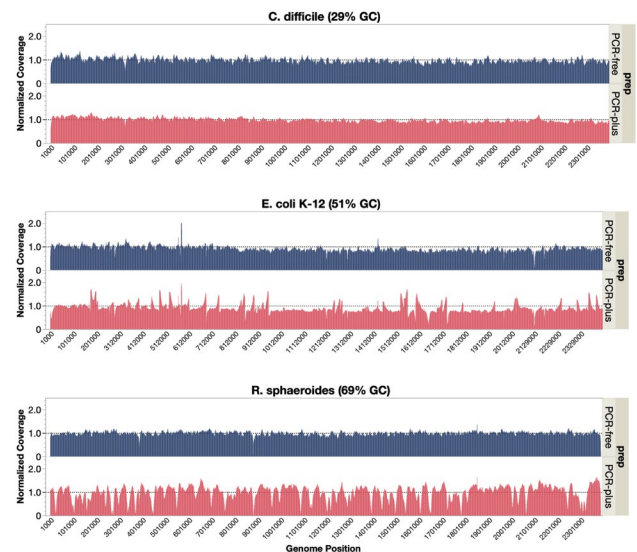 C. difficile (29% GC)
Normalized Coverage
2.0
1.0
0
PCR-free
2.0
1.0
0
PCR-plus
prep
1000 101000 201000 301000 401000 501000 601000 701000 801000 901000 1001000 1101000 1201000 1301000 1401000 1501000 1601000 1701000 1801000 1901000 2001000 2101000 2201000 2301000
E. coli K-12 (51% GC)
Normalized Coverage
2.0
1.0
0
PCR-free
2.0
1.0
0
PCR-plus
prep
1000 101000 201000 312000 412000 512000 612000 712000 812000 912000 1012000 1112000 1212000 1312000 1412000 1512000 1612000 1712000 1812000 1912000 2012000 2129000 2229000 2329000
R. sphaeroides (69% GC)
Normalized Coverage
2.0
1.0
0
PCR-free
2.0
1.0
0
PCR-plus
prep
1000 101000 201000 301000 401000 501000 601000 701000 801000 901000 1001000 1101000 1201000 1301000 1401000 1501000 1601000 1701000 1801000 1901000 2001000 2101000 2201000 2301000
Genome Position